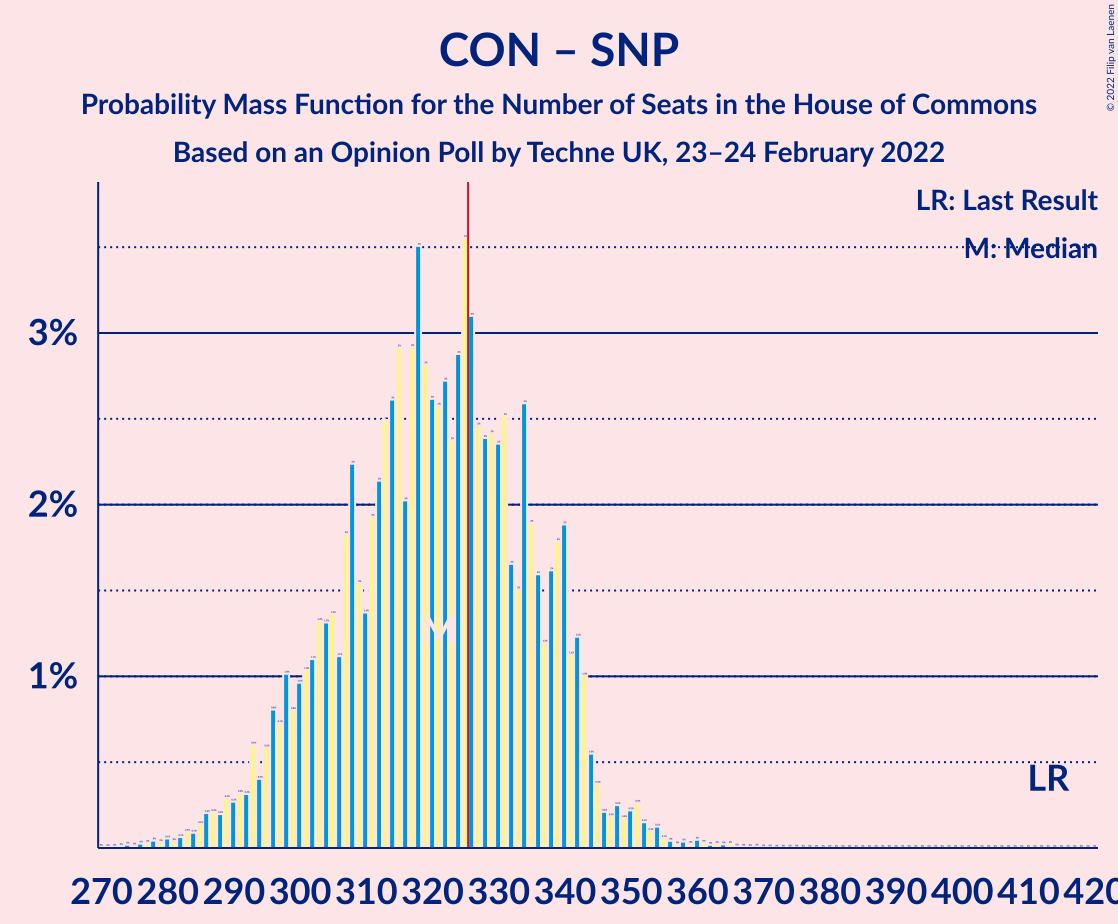 CON – SNP
Probability Mass Function for the Number of Seats in the House of Commons
Based on an Opinion Poll by Techne UK, 23–24 February 2022
© 2022 Filip van Laenen
LR: Last Result
M: Median
3%
2%
1%
M
LR
270 280 290 300 310 320 330 340 350 360 370 380 390 400 410 420